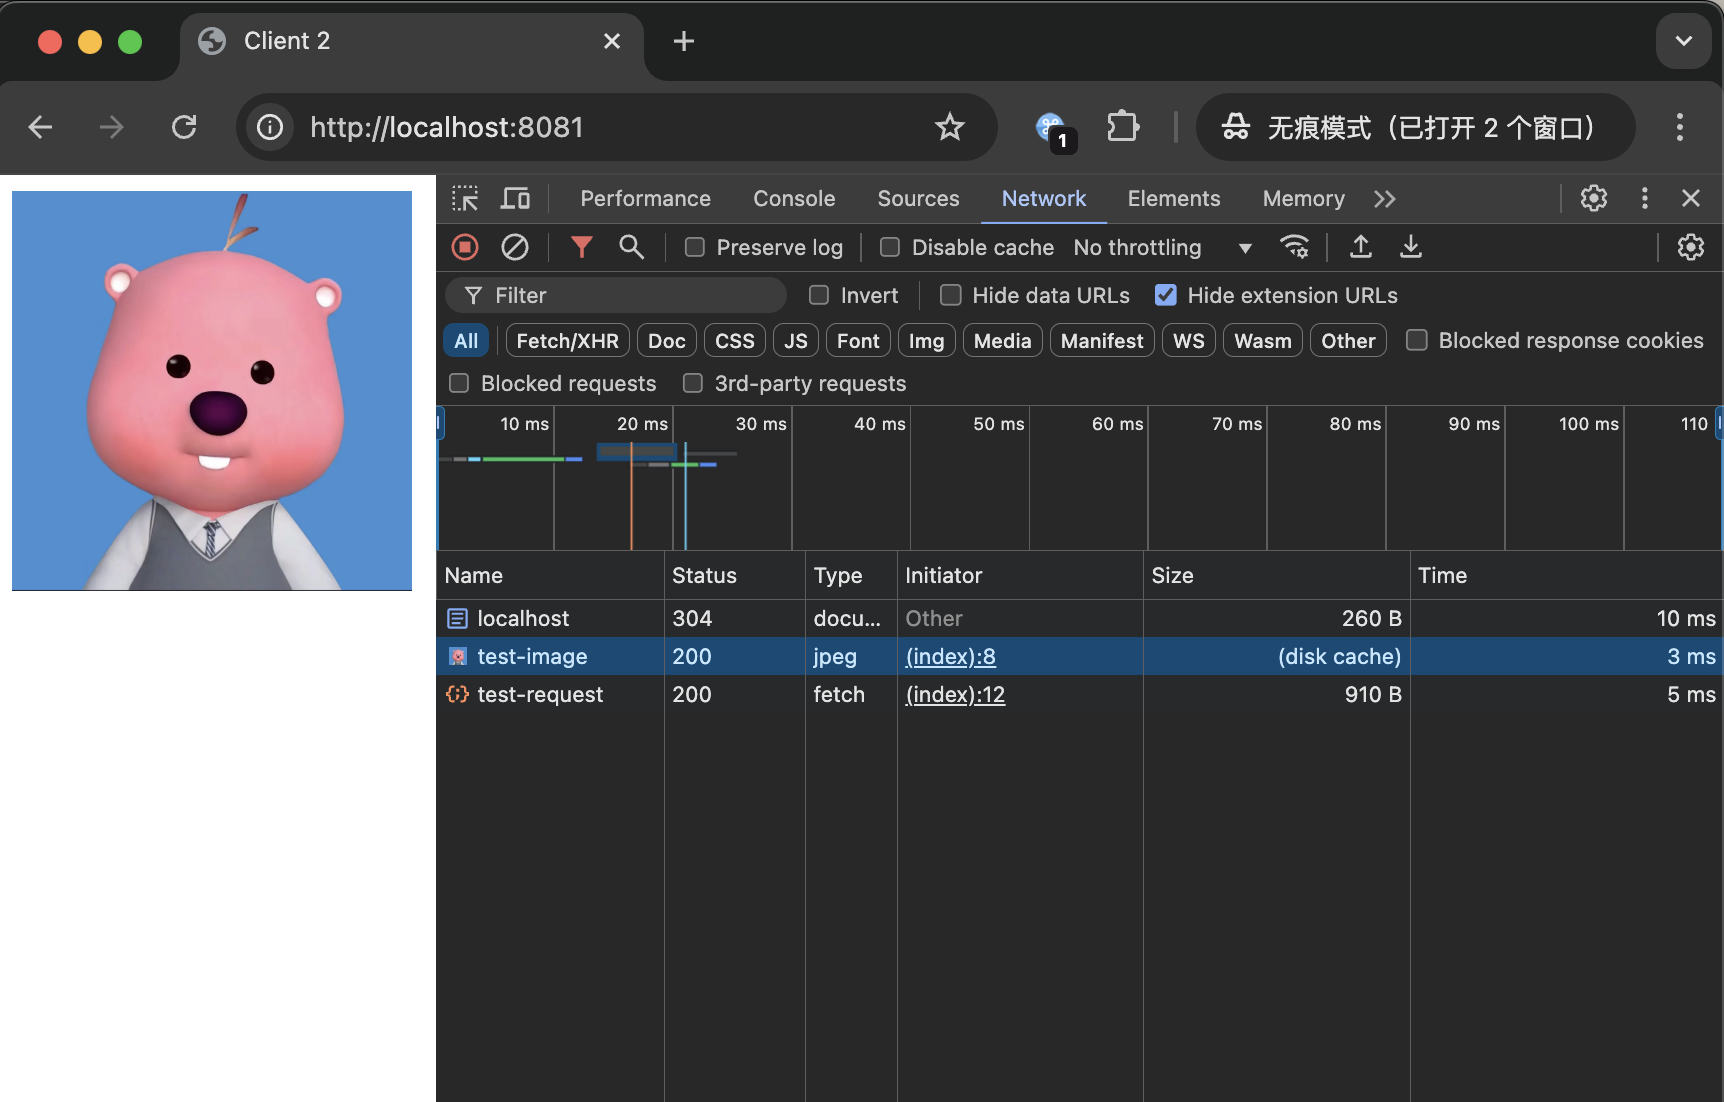 Client 2
http://localhost:8081
1
无痕模式（已打开 2 个窗口）
Performance Console Sources Network Elements Memory
Preserve log Disable cache No throttling
Filter Invert Hide data URLs Hide extension URLs
All Fetch/XHR Doc CSS JS Font Img Media Manifest WS Wasm Other Blocked response cookies
Blocked requests 3rd-party requests
10 ms 20 ms 30 ms 40 ms 50 ms 60 ms 70 ms 80 ms 90 ms 100 ms 110
Name Status Type Initiator Size Time
localhost 304 docu... Other 260 B 10 ms
test-image 200 jpeg (index):8 (disk cache) 3 ms
test-request 200 fetch (index):12 910 B 5 ms